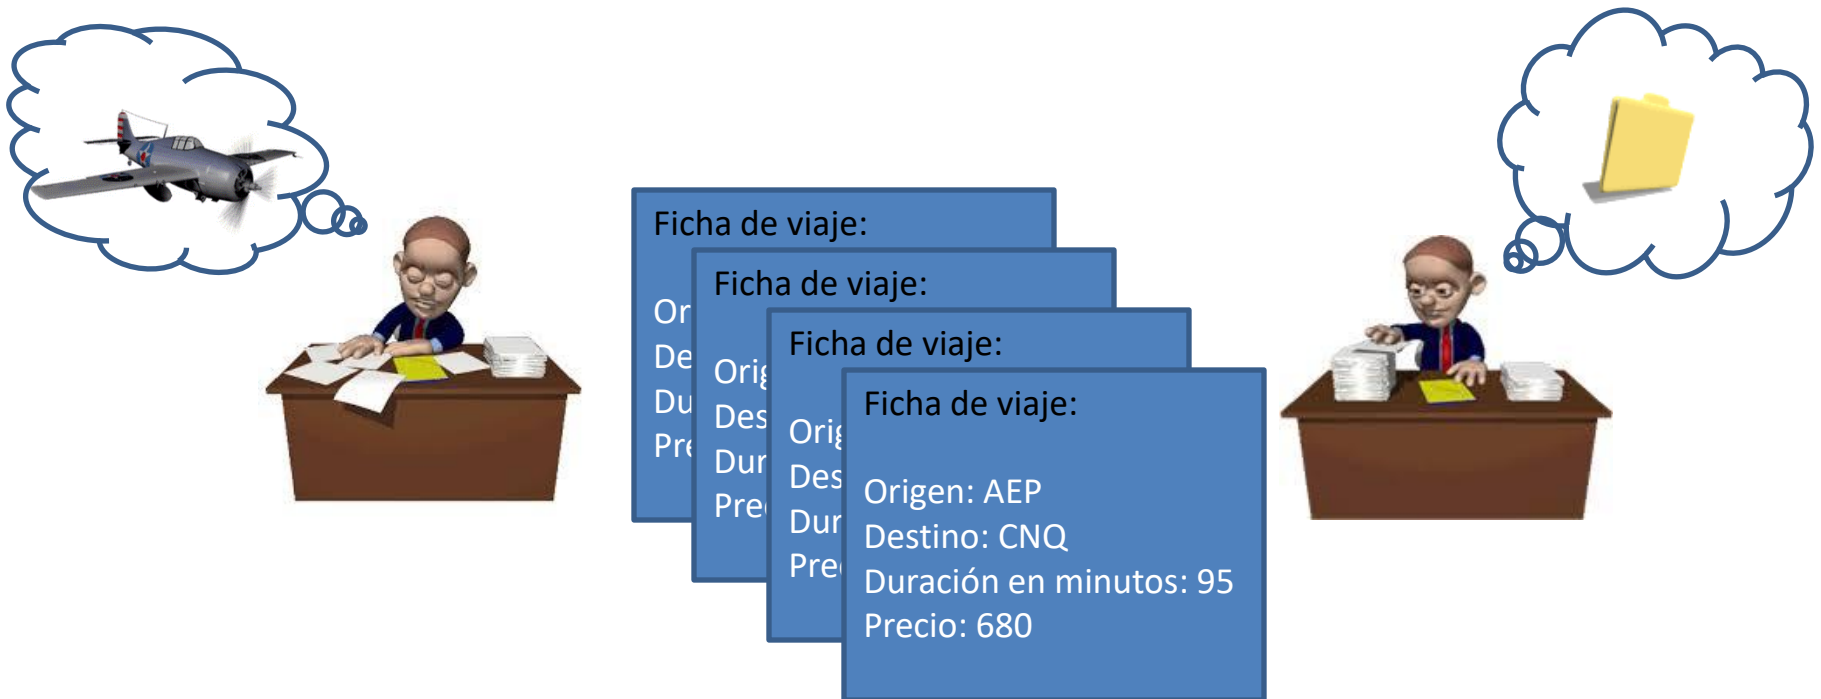 Ficha de viaje:
Ficha de viaje:
Ficha de viaje:
Ficha de viaje:
Origen: AEP
Destino: CNQ
Duración en minutos: 95
Precio: 680